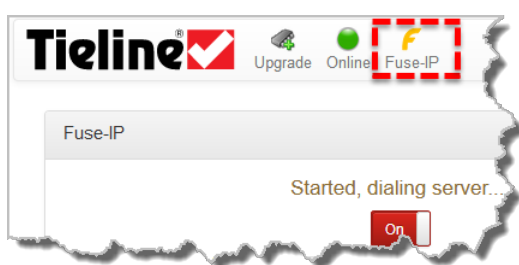 Tieline®
Upgrade Online Fuse-IP
Fuse-IP
Started, dialing server...
On